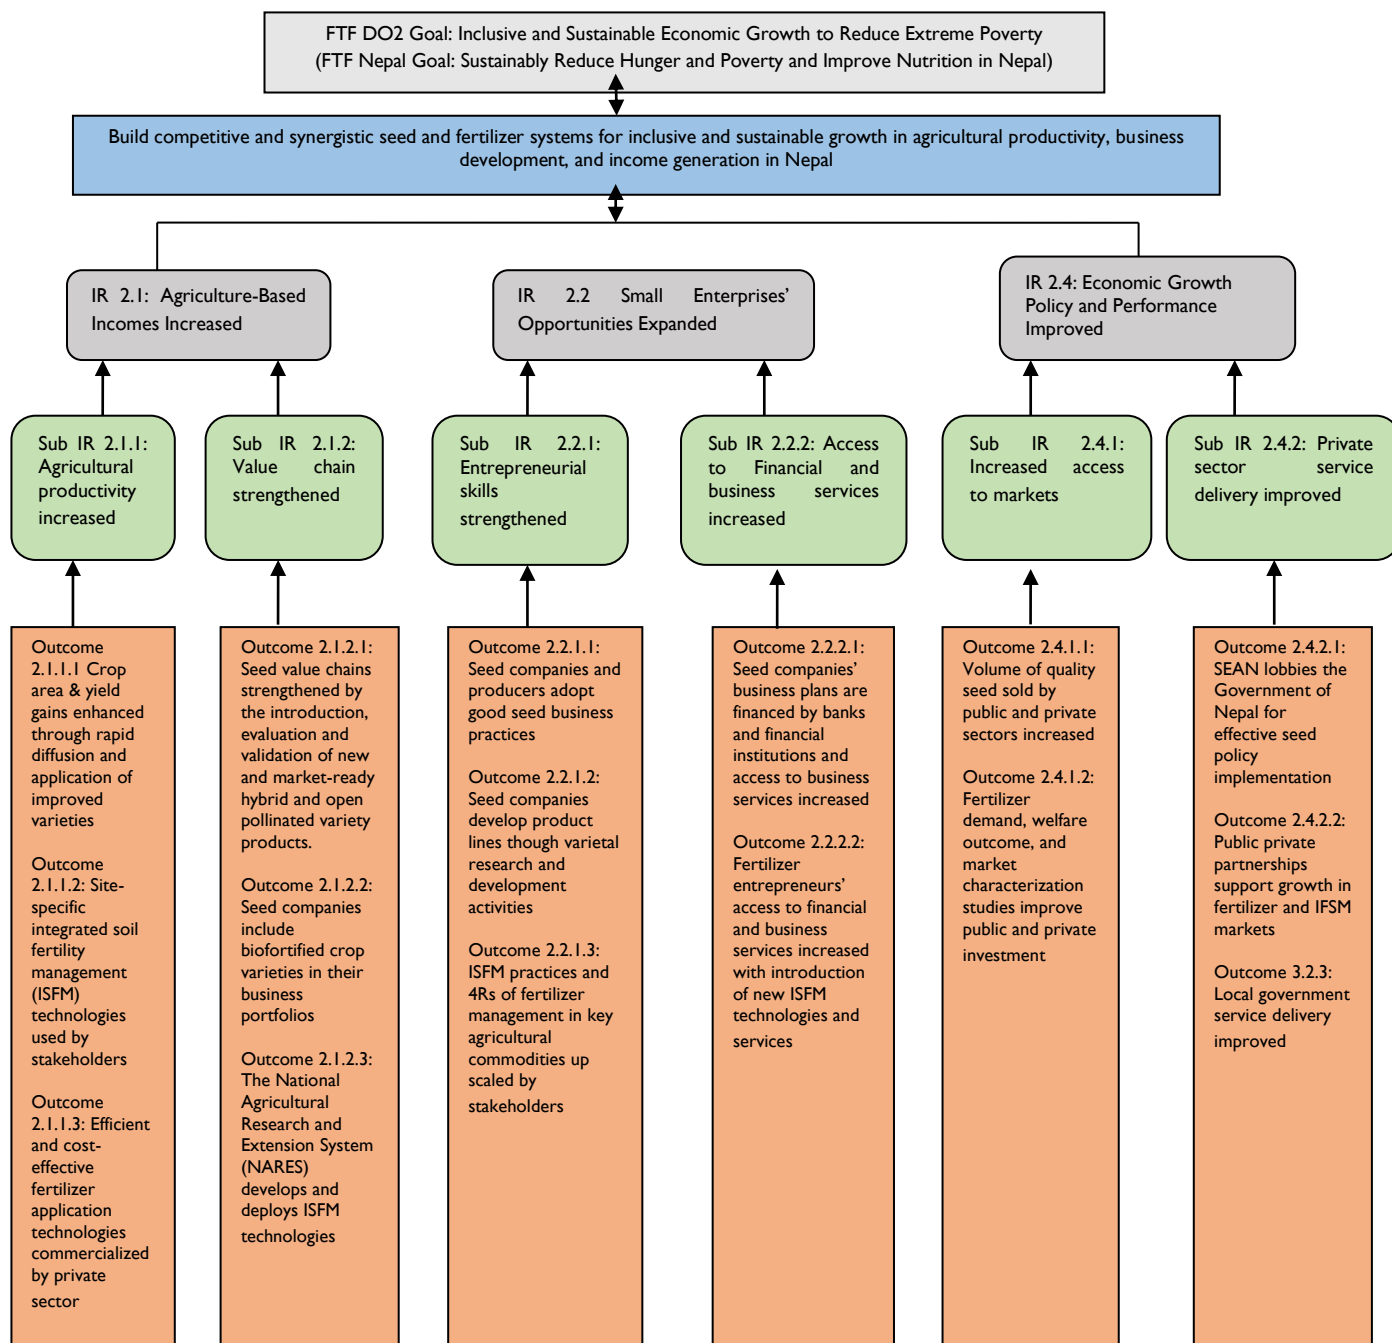 FTF DO2 Goal: Inclusive and Sustainable Economic Growth to Reduce Extreme Poverty
(FTF Nepal Goal: Sustainably Reduce Hunger and Poverty and Improve Nutrition in Nepal)
Build competitive and synergistic seed and fertilizer systems for inclusive and sustainable growth in agricultural productivity, business
development, and income generation in Nepal
IR 2.1: Agriculture-Based
Incomes Increased
IR 2.2 Small Enterprises’
Opportunities Expanded
IR 2.4: Economic Growth
Policy and Performance
Improved
Sub IR 2.1.1:
Agricultural
productivity
increased
Sub IR 2.1.2:
Value chain
strengthened
Sub IR 2.2.1:
Entrepreneurial
skills
strengthened
Sub IR 2.2.2: Access
to Financial and
business services
increased
Sub IR 2.4.1:
Increased access
to markets
Sub IR 2.4.2: Private
sector service
delivery improved
Outcome
2.1.1.1 Crop
area & yield
gains enhanced
through rapid
diffusion and
application of
improved
varieties
Outcome
2.1.1.2: Site-
specific
integrated soil
fertility
management
(ISFM)
technologies
used by
stakeholders
Outcome
2.1.1.3: Efficient
and cost-
effective
fertilizer
application
technologies
commercialized
by private
sector
Outcome 2.1.2.1:
Seed value chains
strengthened by
the introduction,
evaluation and
validation of new
and market-ready
hybrid and open
pollinated variety
products.
Outcome 2.1.2.2:
Seed companies
include
biofortified crop
varieties in their
business
portfolios
Outcome 2.1.2.3:
The National
Agricultural
Research and
Extension System
(NARES)
develops and
deploys ISFM
technologies
Outcome 2.2.1.1:
Seed companies and
producers adopt
good seed business
practices
Outcome 2.2.1.2:
Seed companies
develop product
lines though varietal
research and
development
activities
Outcome 2.2.1.3:
ISFM practices and
4Rs of fertilizer
management in key
agricultural
commodities up
scaled by
stakeholders
Outcome 2.2.2.1:
Seed companies’
business plans are
financed by banks
and financial
institutions and
access to business
services increased
Outcome 2.2.2.2:
Fertilizer
entrepreneurs’
access to financial
and business
services increased
with introduction
of new ISFM
technologies and
services
Outcome 2.4.1.1:
Volume of quality
seed sold by
public and private
sectors increased
Outcome 2.4.1.2:
Fertilizer
demand, welfare
outcome, and
market
characterization
studies improve
public and private
investment
Outcome 2.4.2.1:
SEAN lobbies the
Government of
Nepal for
effective seed
policy
implementation
Outcome 2.4.2.2:
Public private
partnerships
support growth in
fertilizer and IFSM
markets
Outcome 3.2.3:
Local government
service delivery
improved